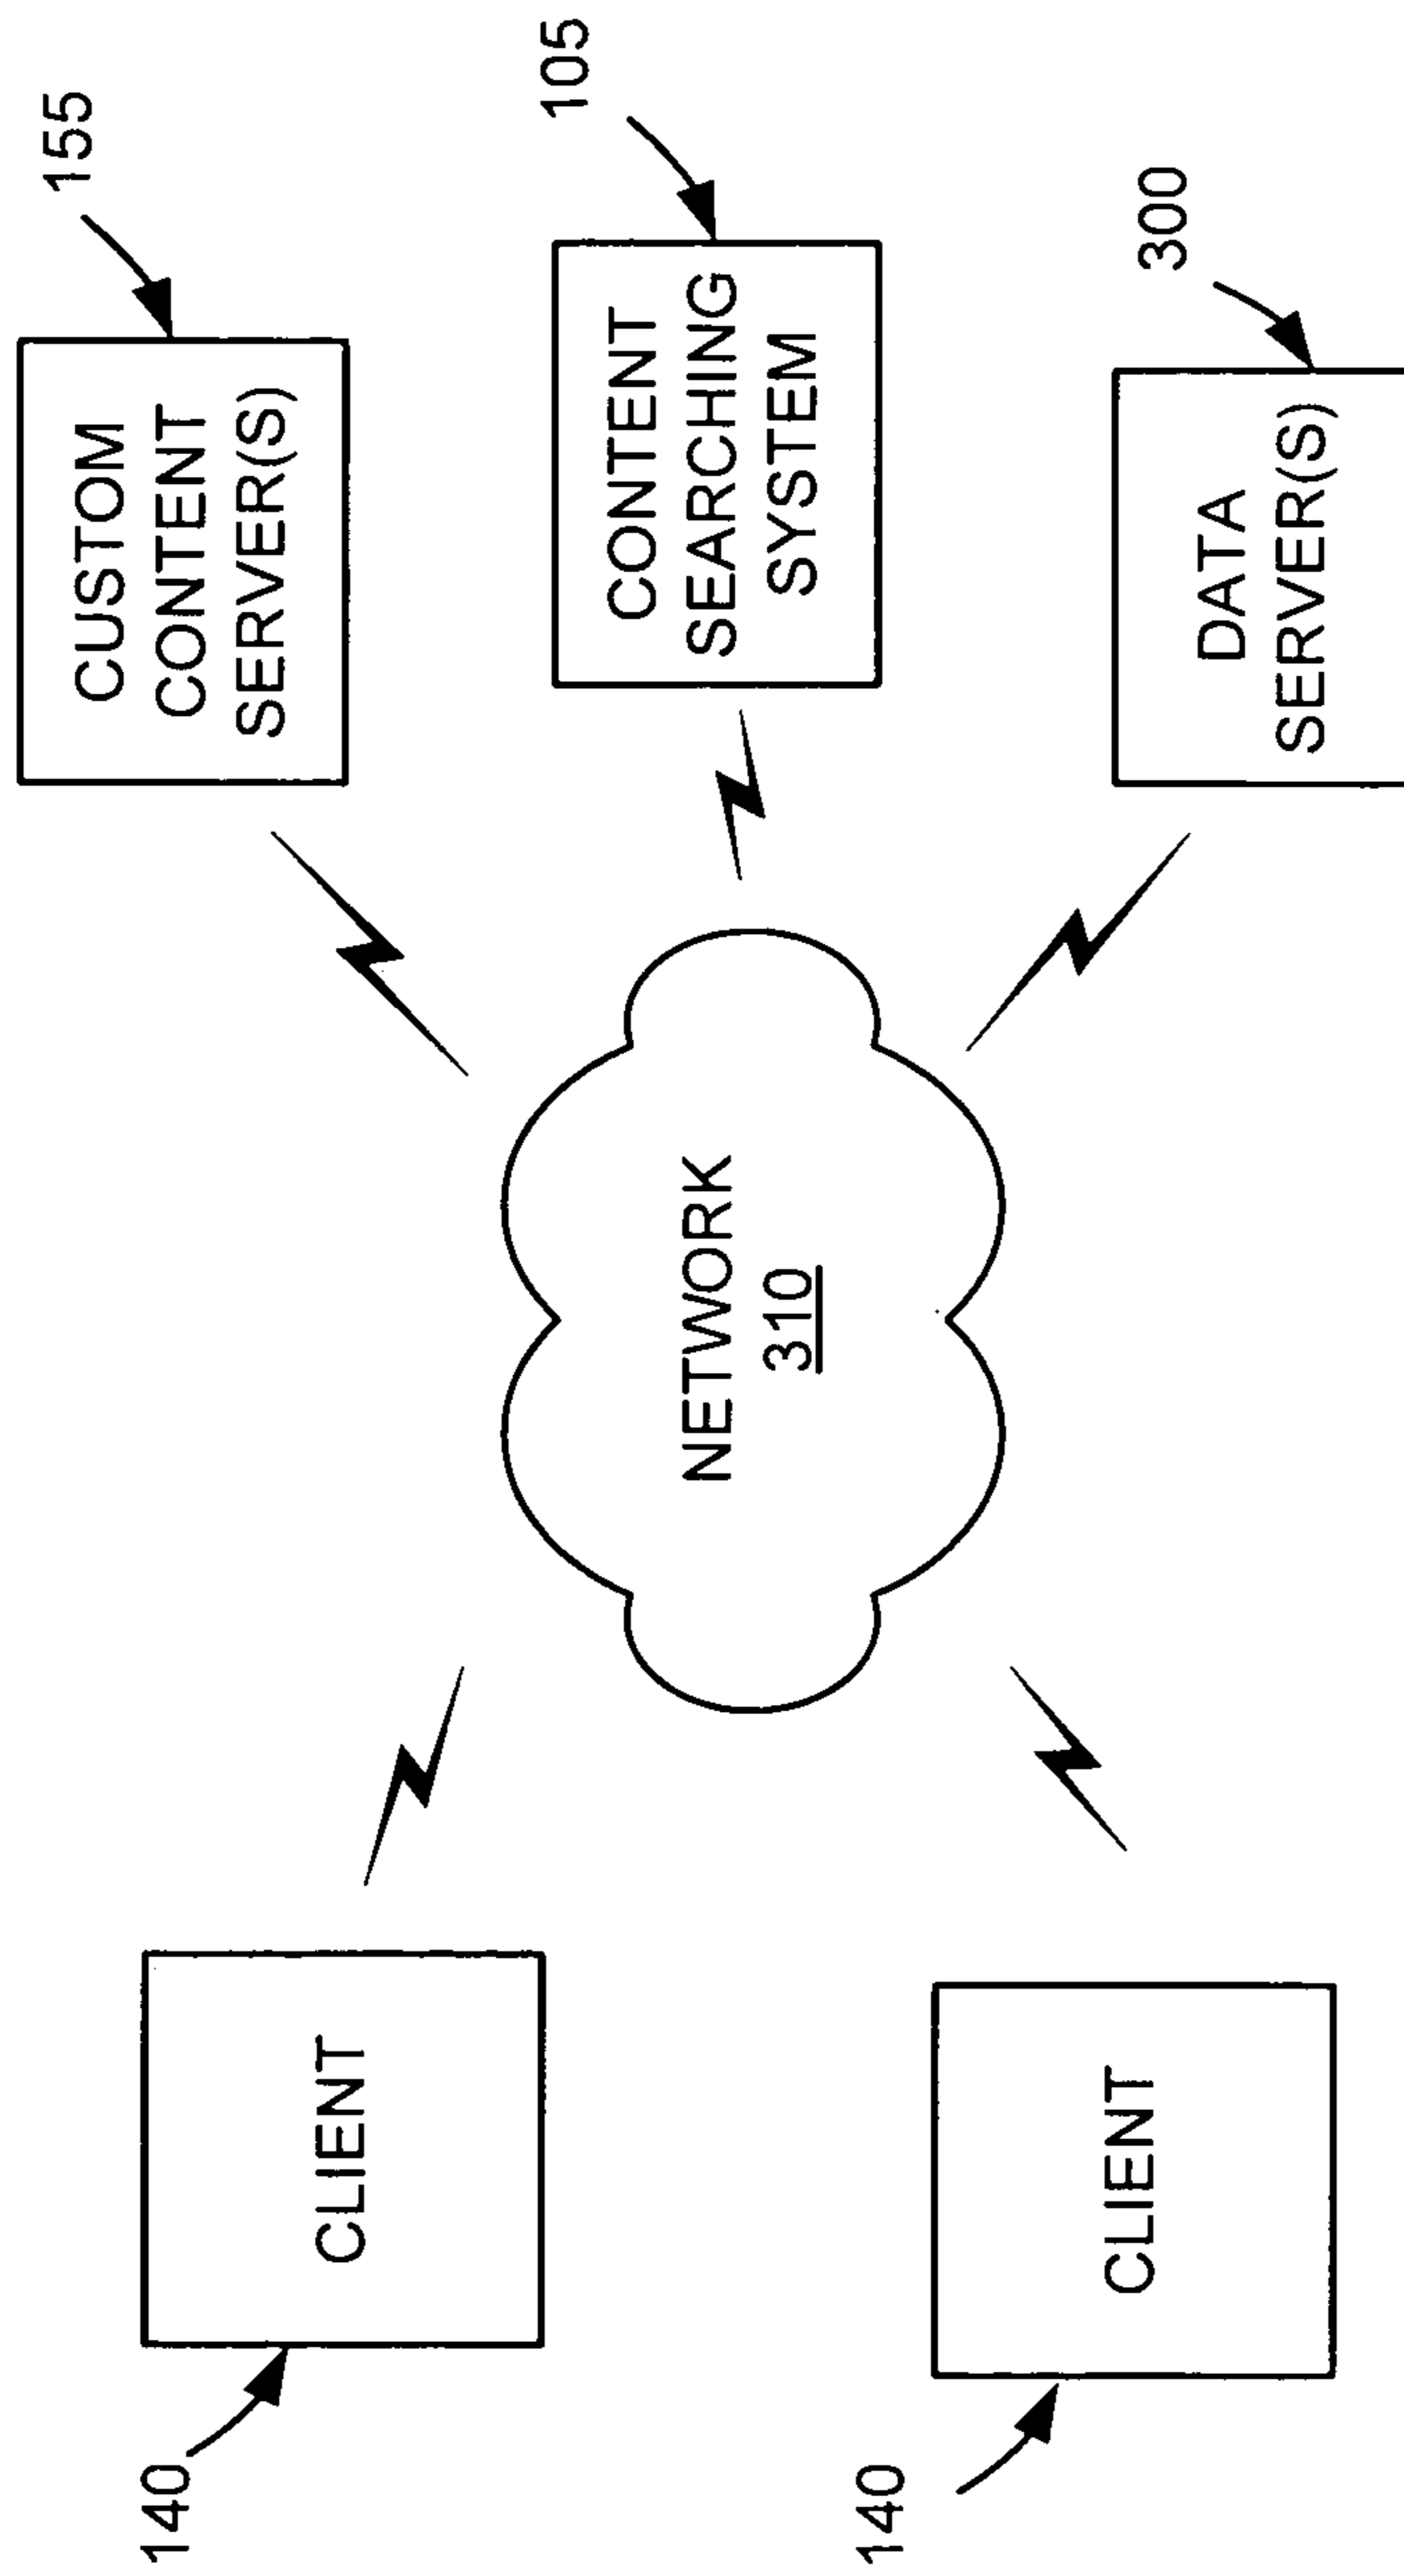 155
CUSTOM
CONTENT
SERVER(S)
105
CONTENT
SEARCHING
SYSTEM
300
DATA
SERVER(S)
NETWORK
310
140
CLIENT
140
CLIENT